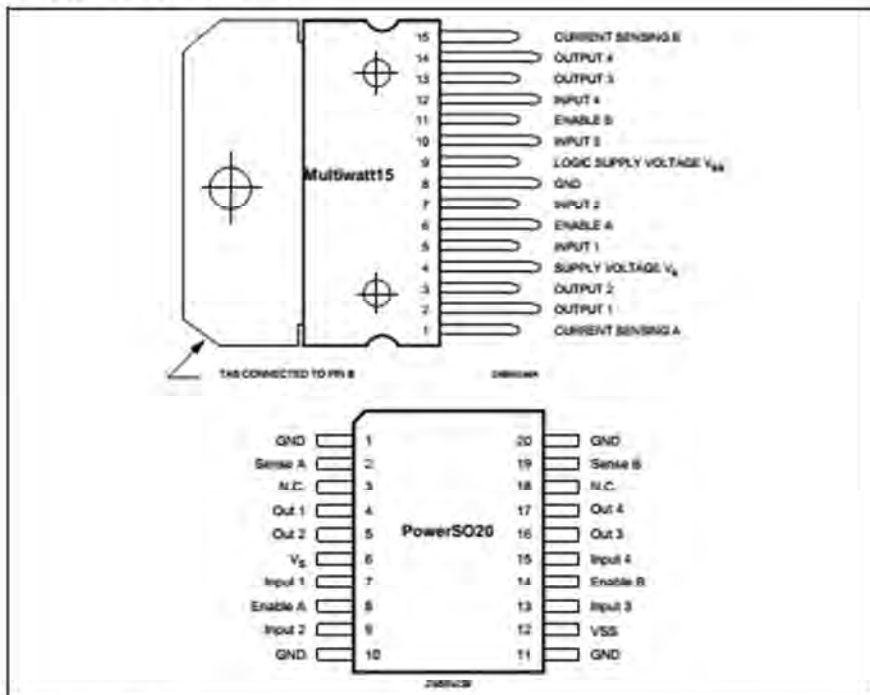 15 CURRENT SENSING B
14 OUTPUT 4
13 OUTPUT 3
12 INPUT 4
11 ENABLE B
10 INPUT 3
9 LOGIC SUPPLY VOLTAGE VSS
8 GND
7 INPUT 2
6 ENABLE A
5 INPUT 1
4 SUPPLY VOLTAGE VS
3 OUTPUT 2
2 OUTPUT 1
1 CURRENT SENSING A
Multiwatt15
TAB CONNECTED TO PIN 8
GND 1 20 GND
Sense A 2 19 Sense B
N.C. 3 18 N.C.
Out 1 4 17 Out 4
Out 2 5 16 Out 3
VS 6 15 Input 4
Input 1 7 14 Enable B
Enable A 8 13 Input 3
Input 2 9 12 VSS
GND 10 11 GND
PowerSO20